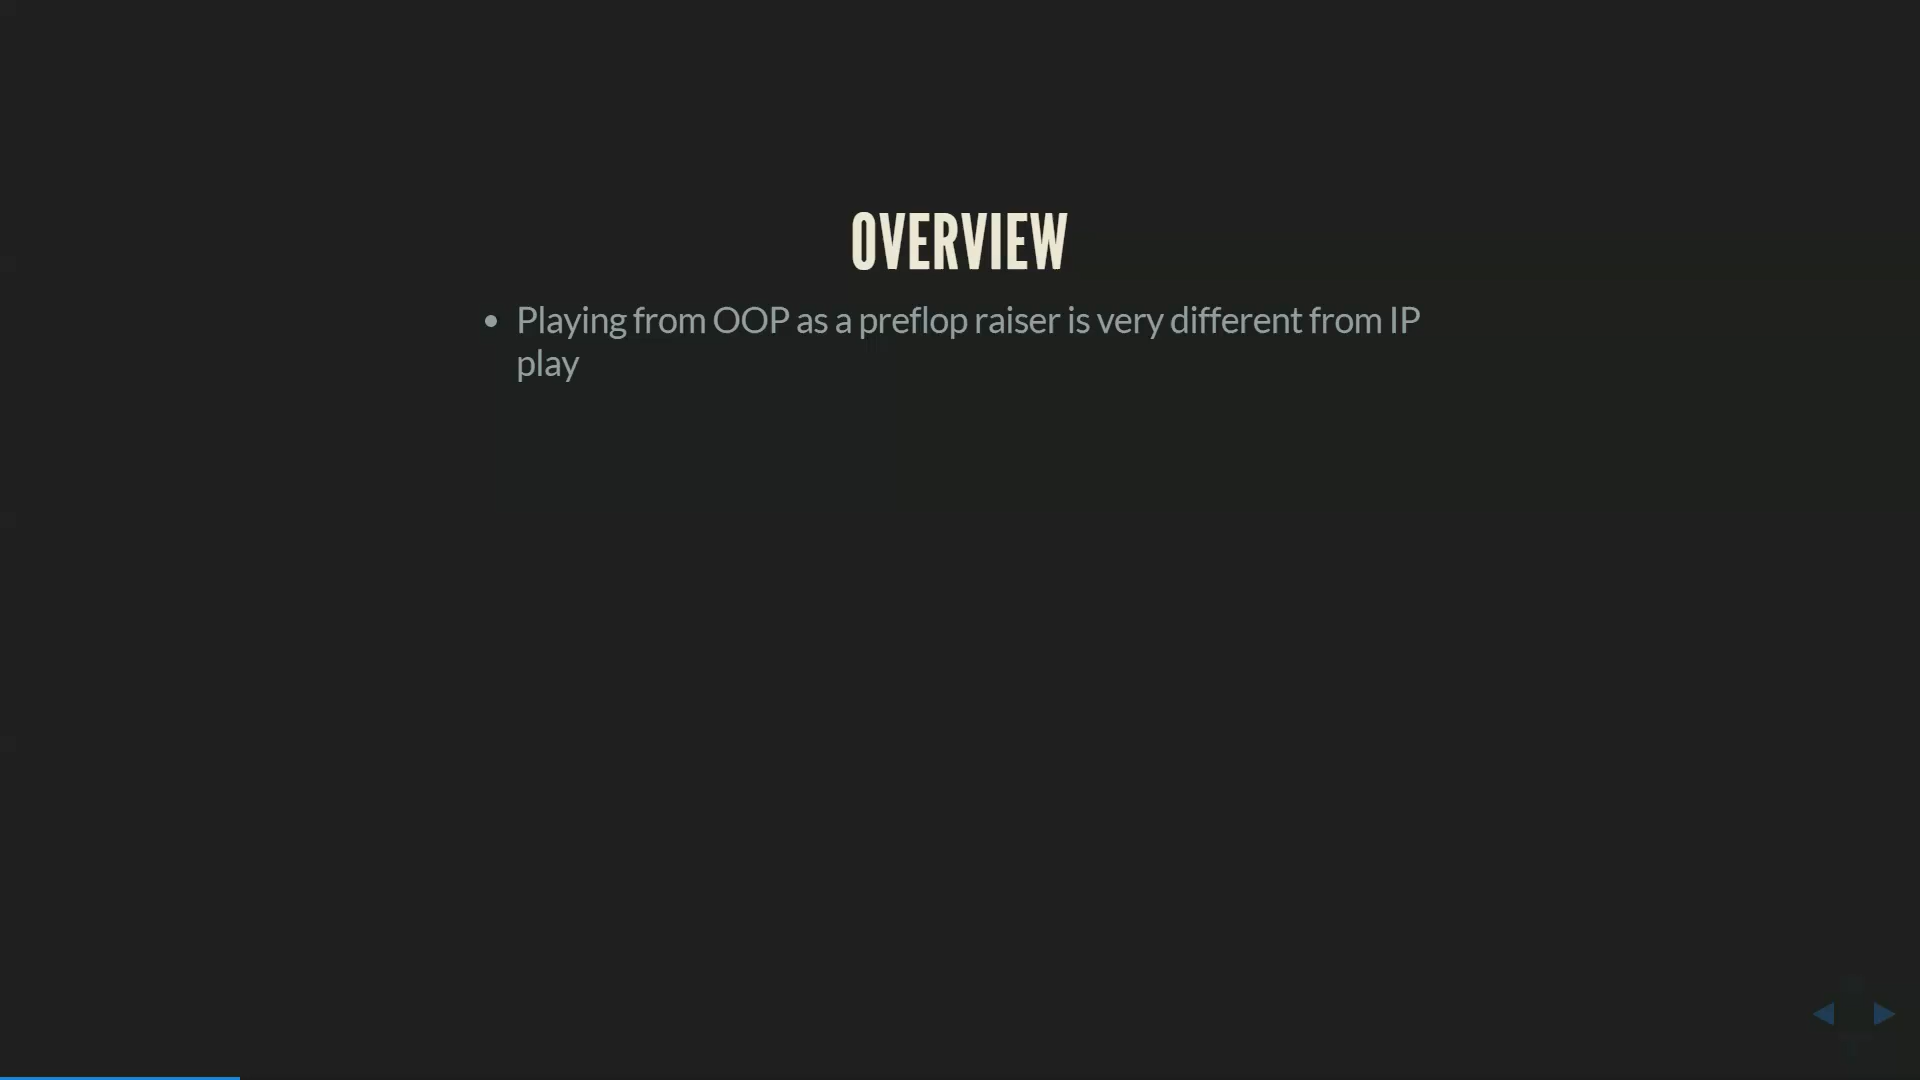 OVERVIEW
• Playing from OOP as a preflop raiser is very different from IP
play